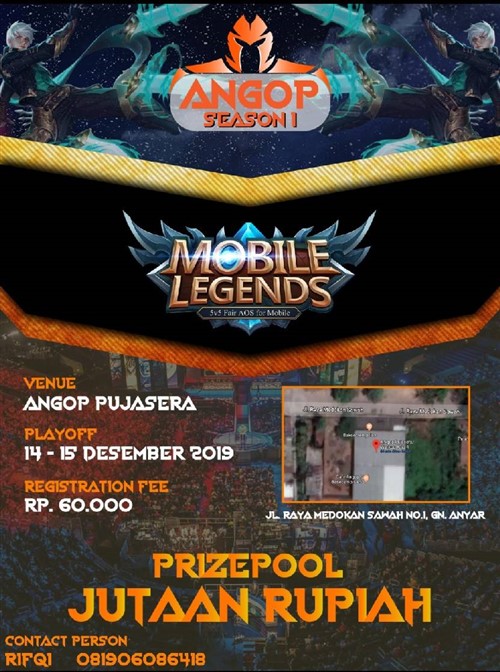 ANGOP
SEASON 1
MOBILE
LEGENDS
5v5 Fair AOS for Mobile
VENUE
ANGOP PUJASERA
PLAYOFF
14 - 15 DESEMBER 2019
REGISTRATION FEE
RP. 60.000
JL. RAYA MEDOKAN SAWAH NO.1, GN. ANYAR
PRIZEPOOL
JUTAAN RUPIAH
CONTACT PERSON
RIFQI 081906086418